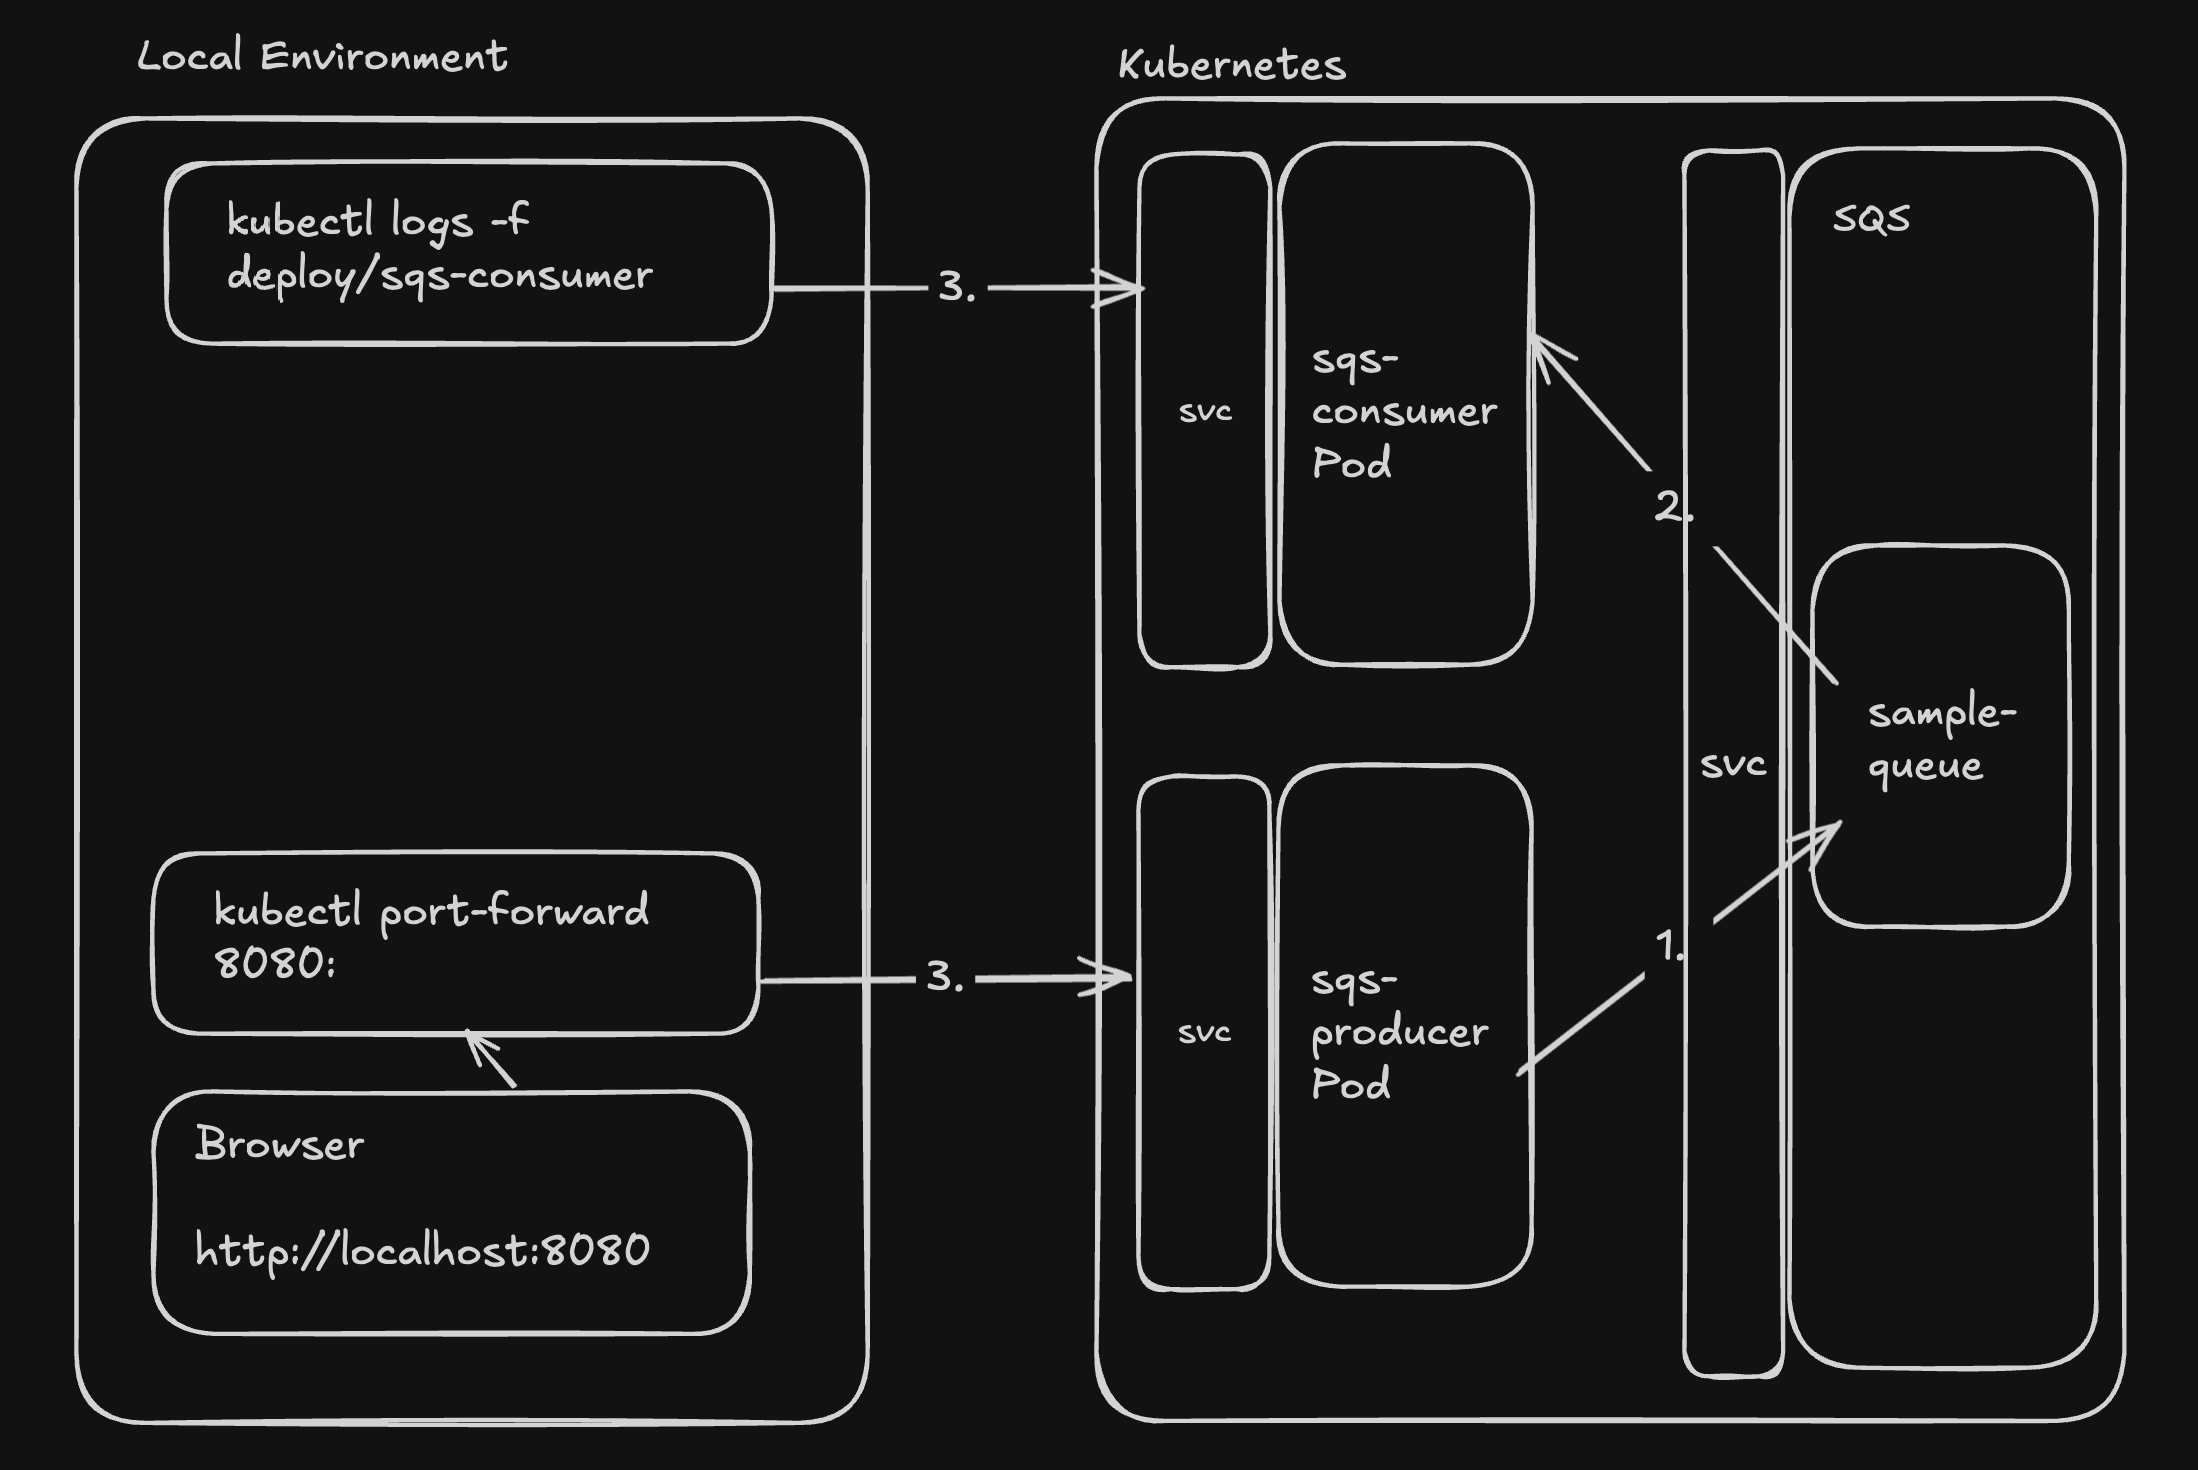 Local Environment
kubectl logs -f
deploy/sqs-consumer
3.
kubectl port-forward
8080:
3.
Browser
http://localhost:8080
Kubernetes
svc
sqs-
consumer
Pod
2.
svc
sqs-
producer
Pod
1.
svc
SQS
sample-
queue